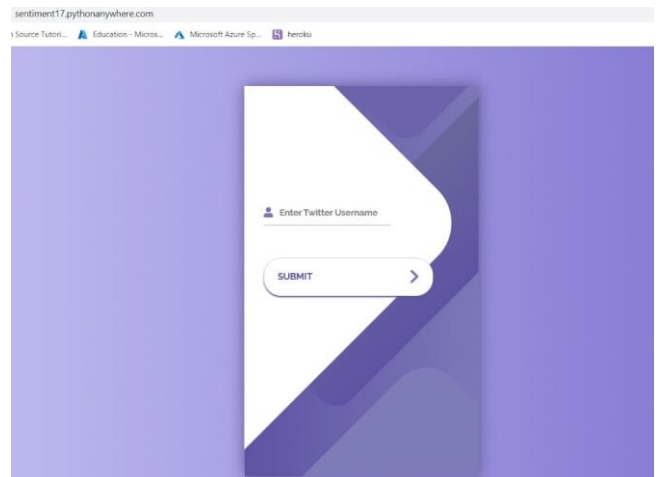 sentiment17.pythonanywhere.com
Source Tutori... Education - Micros... Microsoft Azure Sp... heroku
Enter Twitter Username
SUBMIT